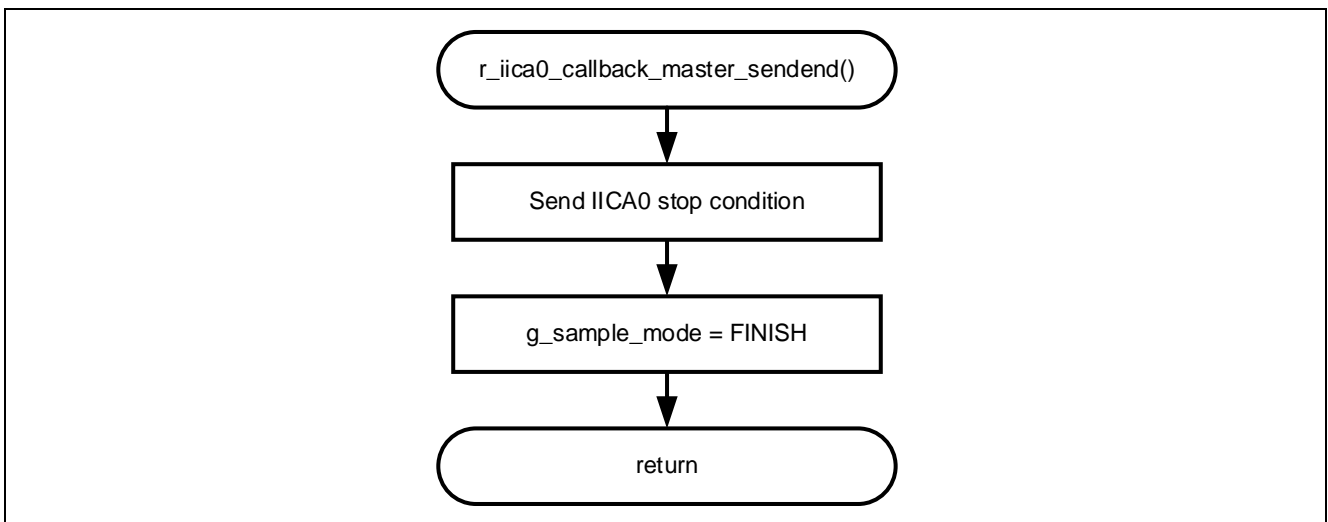 r_iica0_callback_master_sendend()
Send IICA0 stop condition
g_sample_mode = FINISH
return